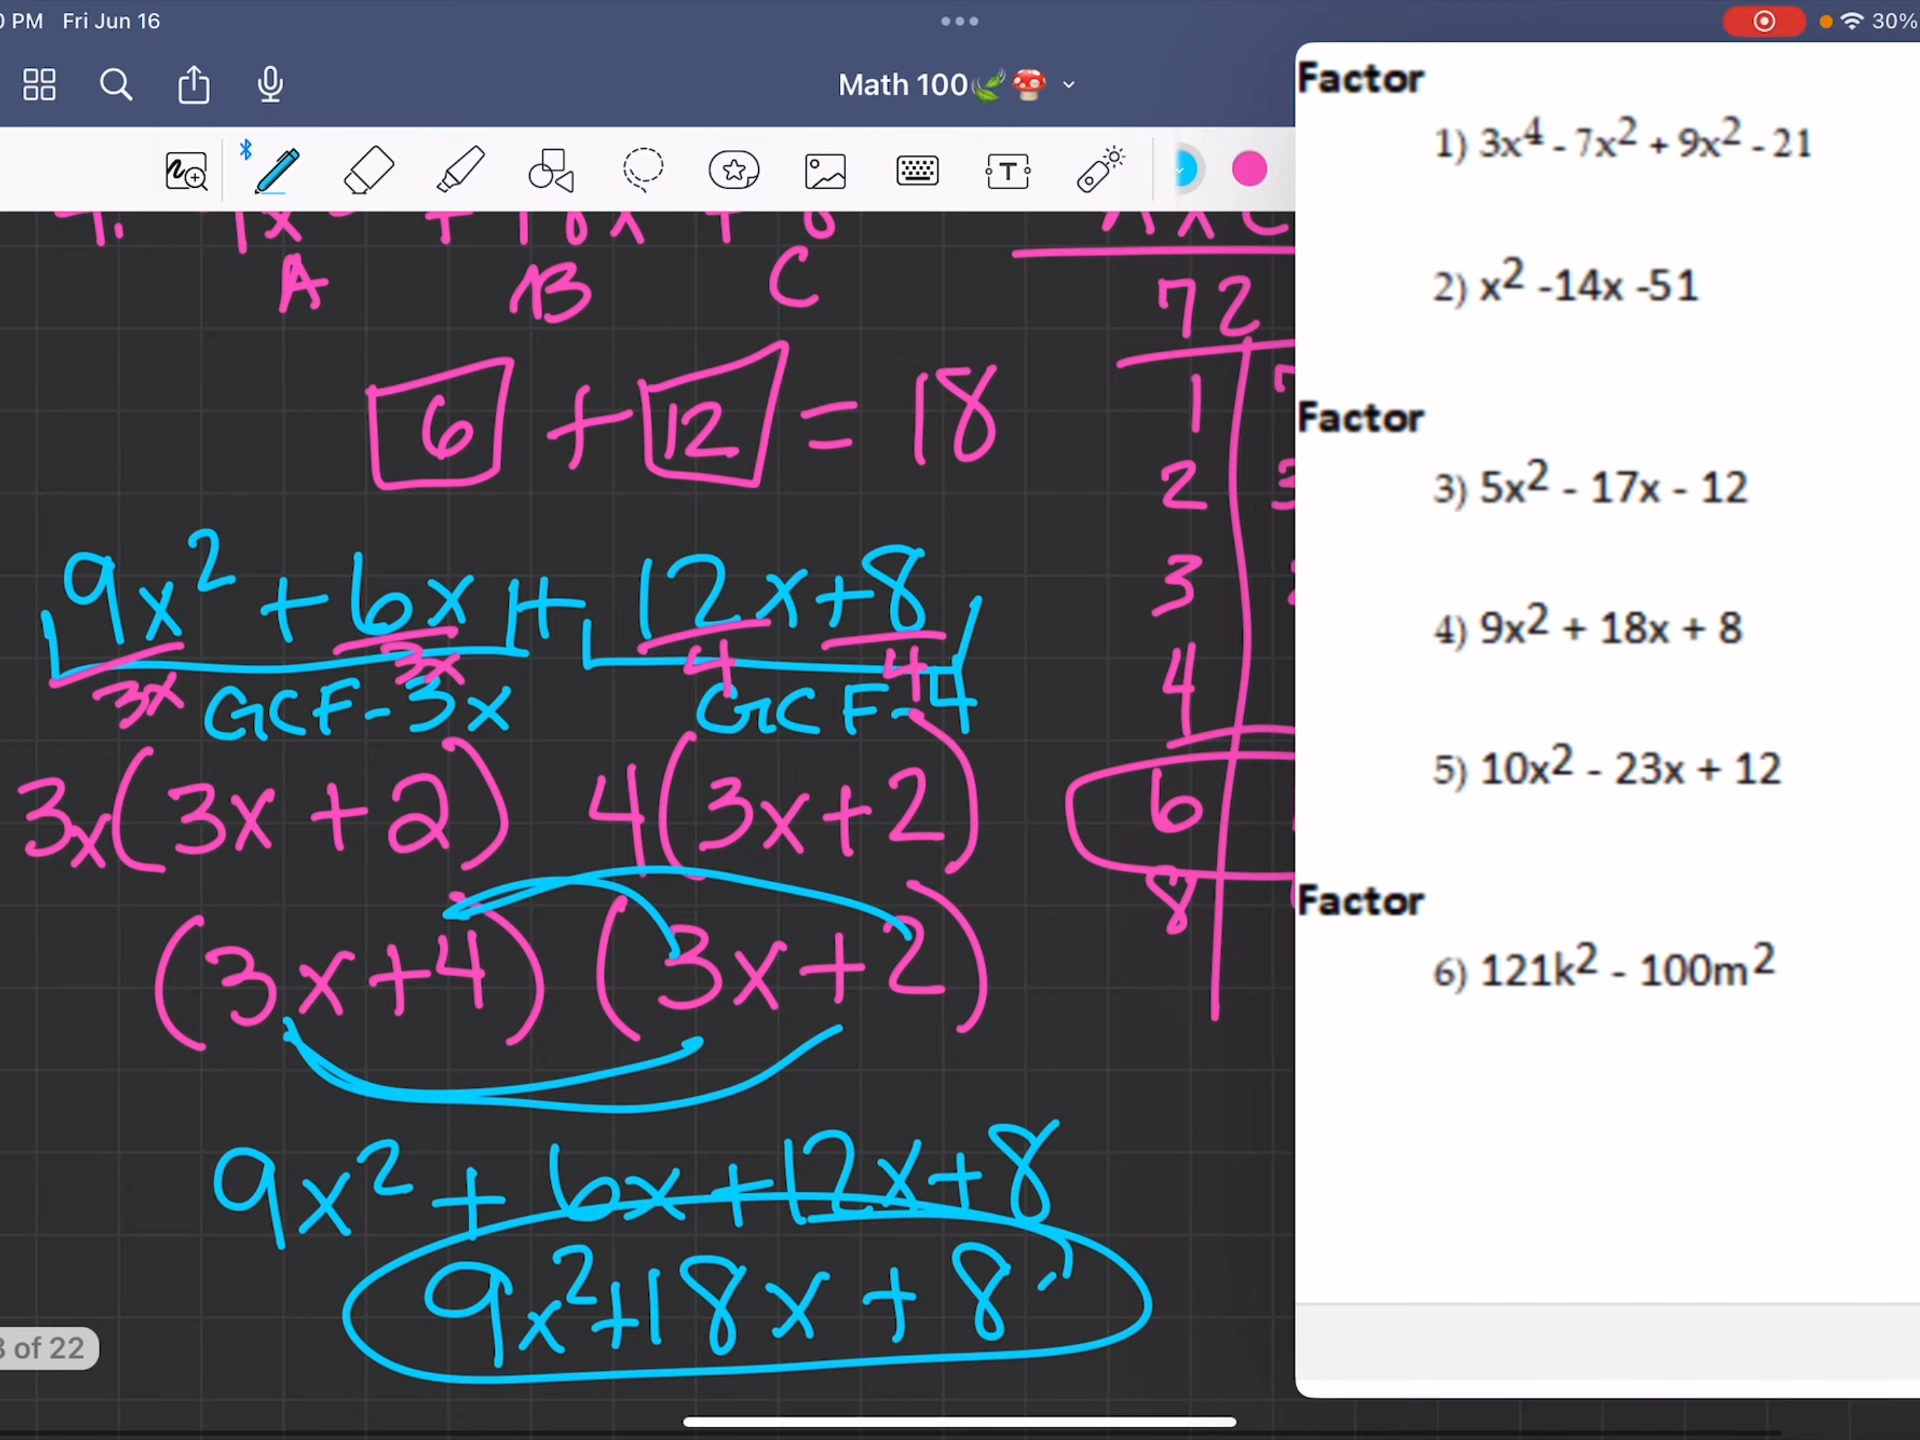 PM Fri Jun 16
30%
Math 100
A B C
72
6 + 12 = 18
1
2
3
4
6
8
9x² + 6x + 12x + 8
3x 3x 4 4
GCF - 3x GCF - 4
3x(3x + 2) 4(3x + 2)
(3x + 4) (3x + 2)
9x² + 6x + 12x + 8
9x² + 18x + 8
of 22
Factor
1) 3x⁴ - 7x² + 9x² - 21
2) x² -14x -51
Factor
3) 5x² - 17x - 12
4) 9x² + 18x + 8
5) 10x² - 23x + 12
Factor
6) 121k² - 100m²